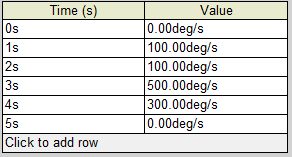 Time (s) Value
0s 0.00deg/s
1s 100.00deg/s
2s 100.00deg/s
3s 500.00deg/s
4s 300.00deg/s
5s 0.00deg/s
Click to add row